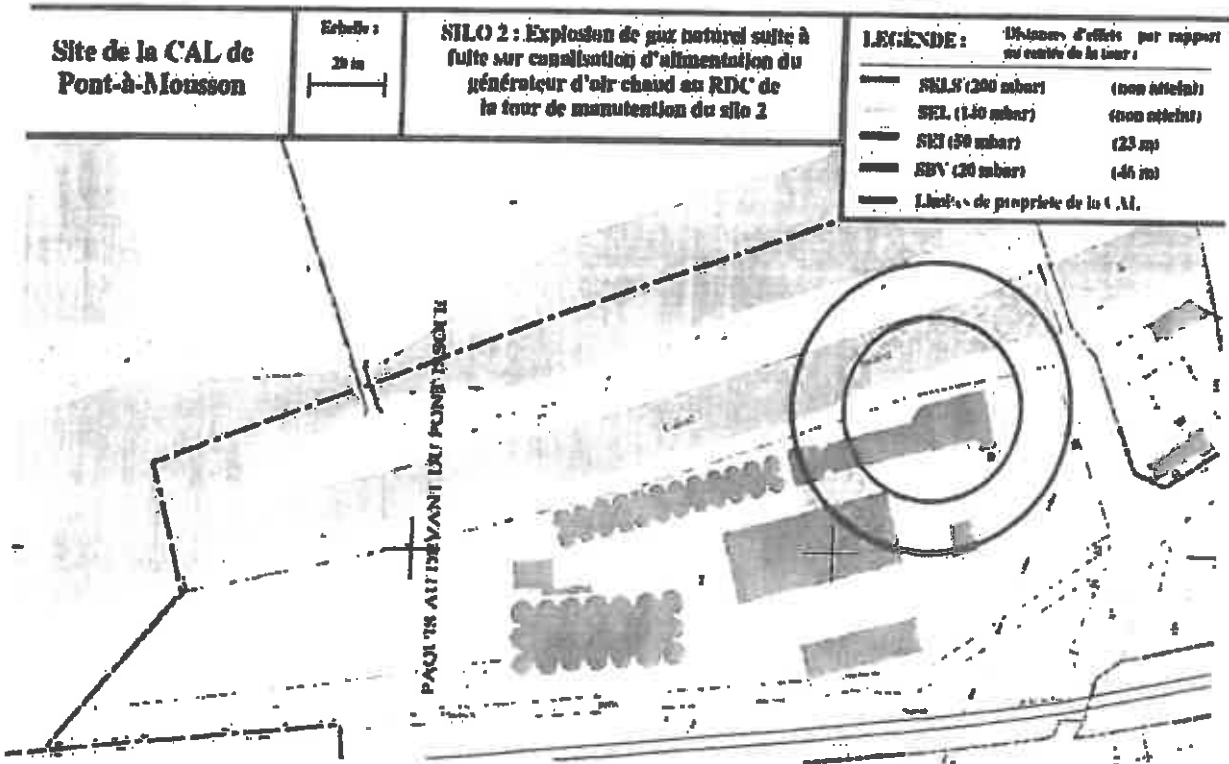 Site de la CAL de
Pont-à-Mousson
Echelle :
20 m
SILO 2 : Explosion de gaz naturel suite à
fuite sur canalisation d'alimentation du
générateur d'air chaud au RDC de
la tour de manutention du silo 2
LEGENDE :
Distances d'effets par rapport
au centre de la tour :
SELS (200 mbar) (non atteint)
SEL (140 mbar) (non atteint)
SEI (50 mbar) (23 m)
SBV (20 mbar) (46 m)
Limites de propriete de la CAL
PAQUIS AU DEVANT DU PONT